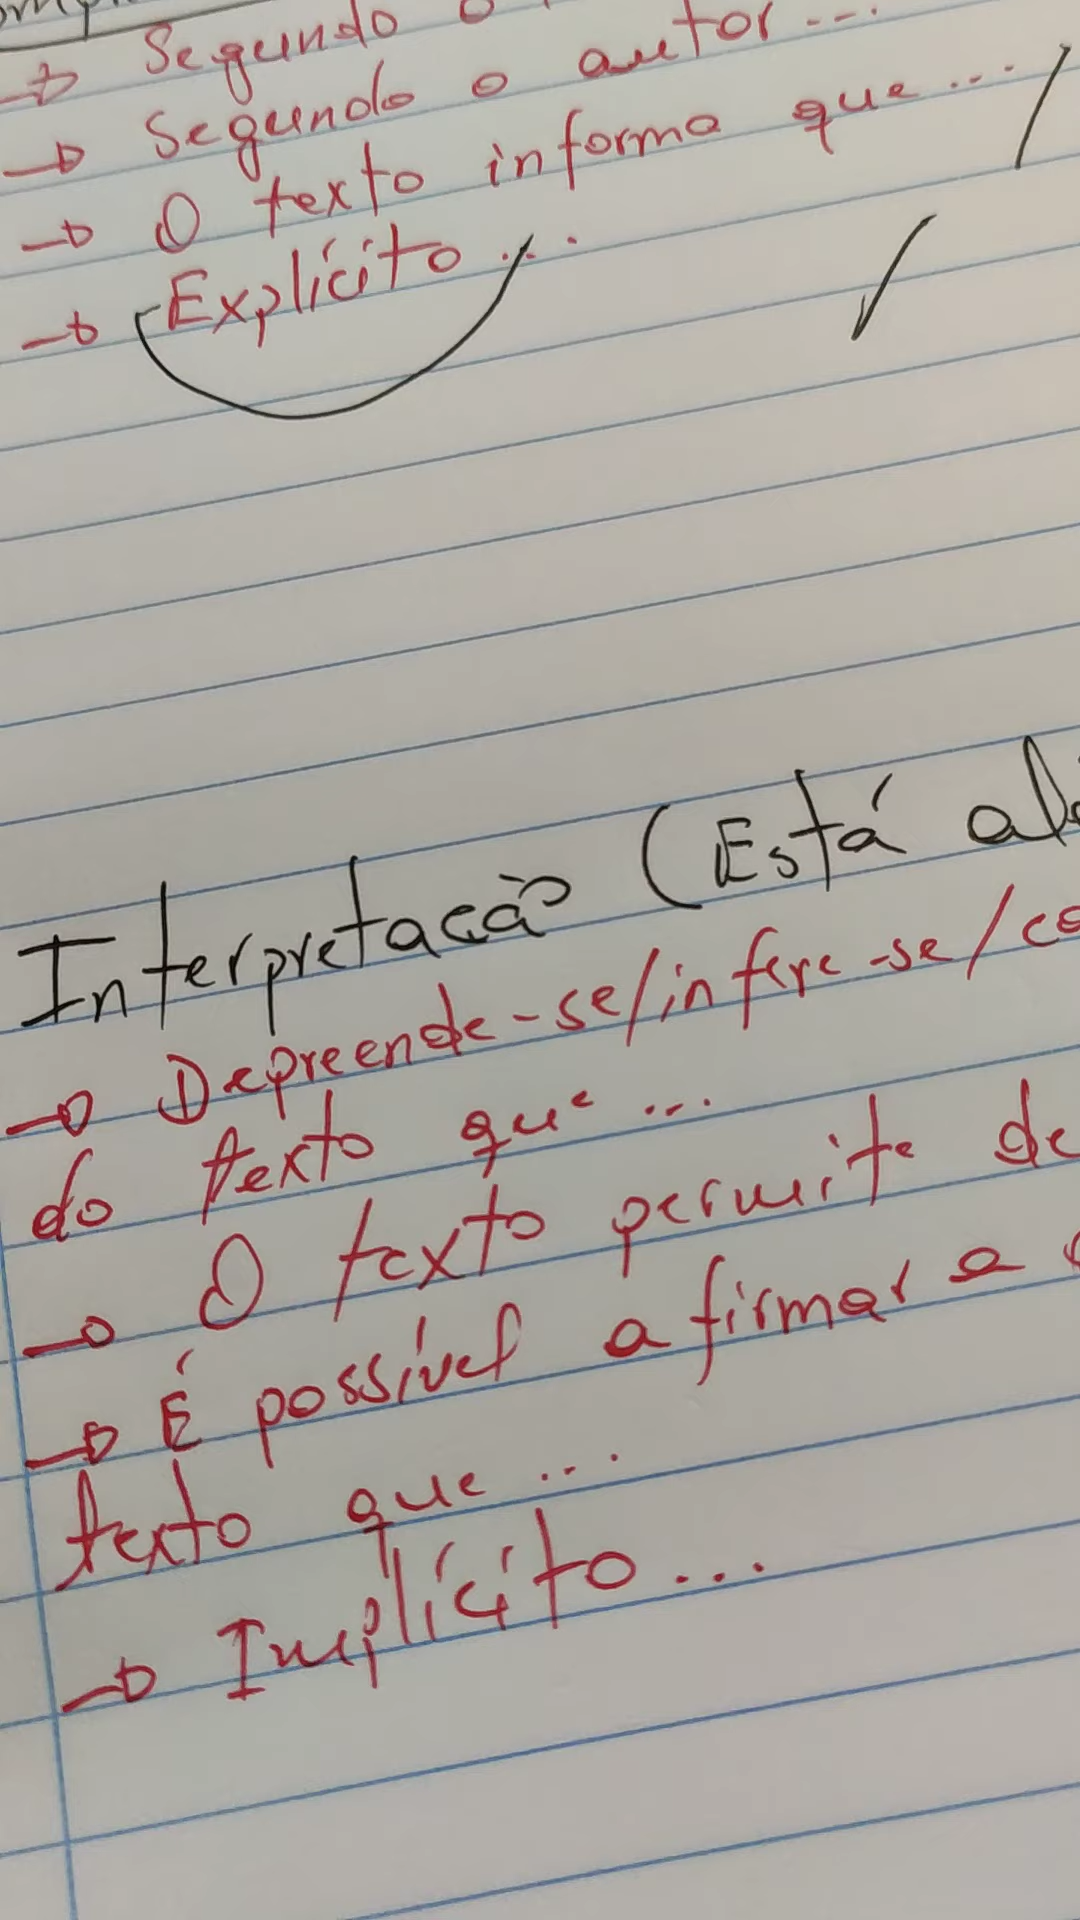 → Segundo o
→ Segundo o autor...
→ O texto informa que...
→ Explícito...
Interpretação (Está
→ Depreende-se/infere-se/
do texto que...
→ O texto permite
→ É possível afirmar a
texto que...
→ Implícito...